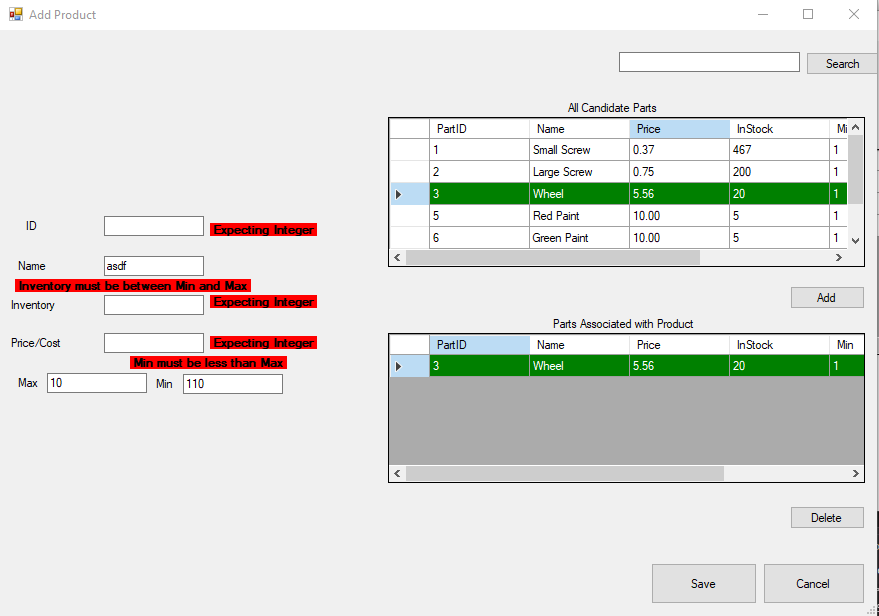 Add Product
Search
All Candidate Parts
PartID Name Price InStock Mi
1 Small Screw 0.37 467 1
2 Large Screw 0.75 200 1
3 Wheel 5.56 20 1
5 Red Paint 10.00 5 1
6 Green Paint 10.00 5 1
ID Expecting Integer
Name asdf
Inventory must be between Min and Max
Inventory Expecting Integer
Price/Cost Expecting Integer
Min must be less than Max
Max 10 Min 110
Add
Parts Associated with Product
PartID Name Price InStock Min
3 Wheel 5.56 20 1
Delete
Save Cancel